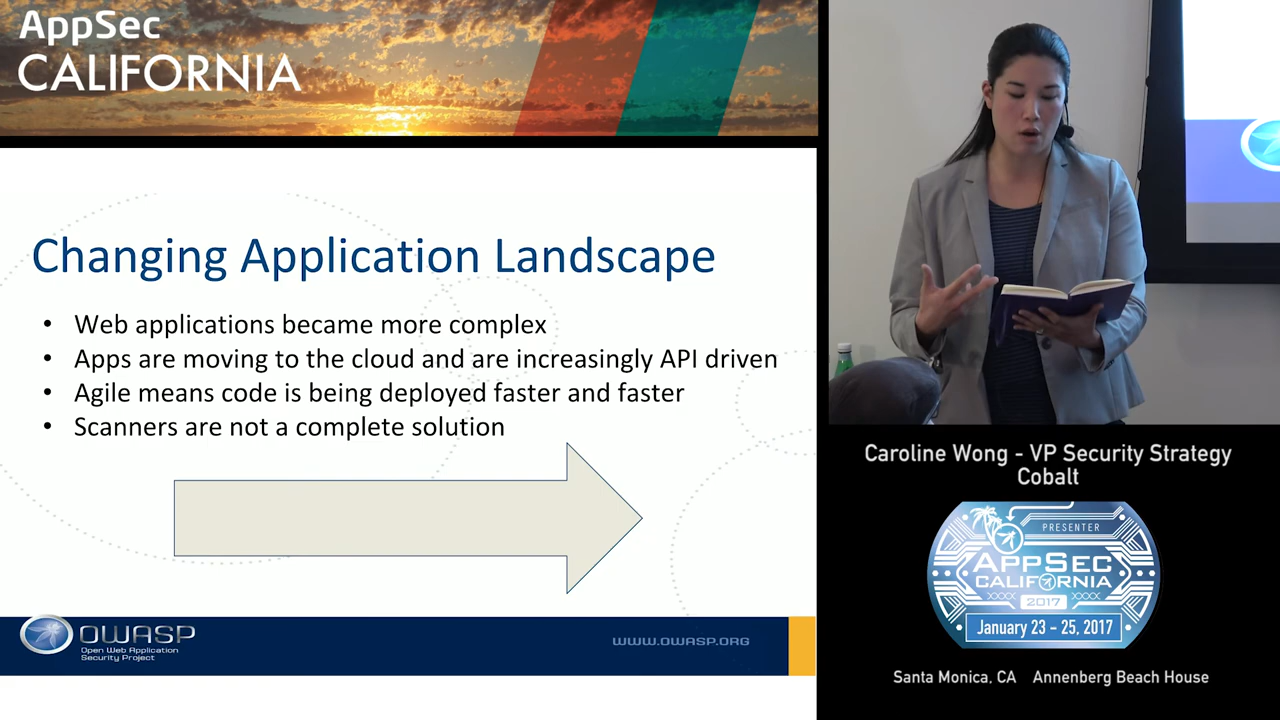 AppSec
CALIFORNIA
Changing Application Landscape
• Web applications became more complex
• Apps are moving to the cloud and are increasingly API driven
• Agile means code is being deployed faster and faster
• Scanners are not a complete solution
OWASP
Open Web Application
Security Project
WWW.OWASP.ORG
Caroline Wong - VP Security Strategy
Cobalt
PRESENTER
APPSEC
CALIFORNIA
2017
January 23 - 25, 2017
Santa Monica, CA Annenberg Beach House